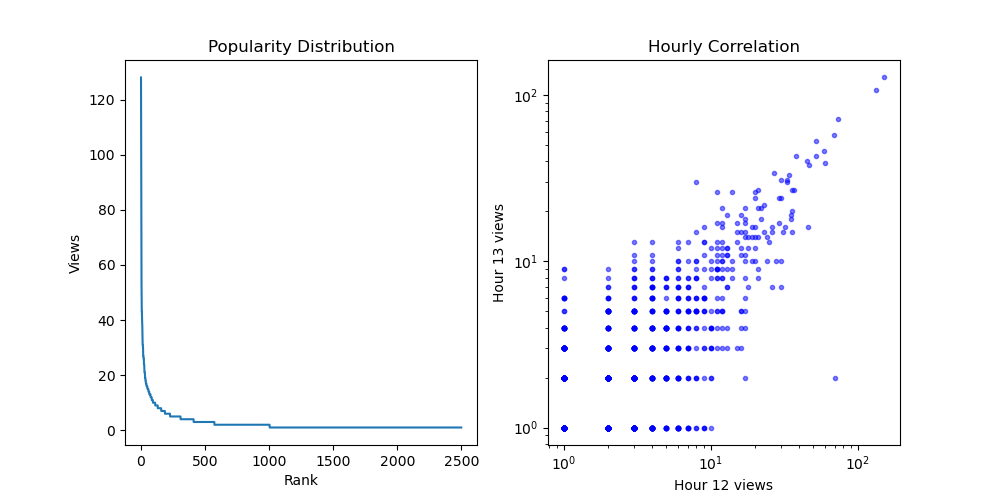 Popularity Distribution
Views
120
100
80
60
40
20
0
0 500 1000 1500 2000 2500
Rank
Hourly Correlation
Hour 13 views
10²
10¹
10⁰
10⁰ 10¹ 10²
Hour 12 views